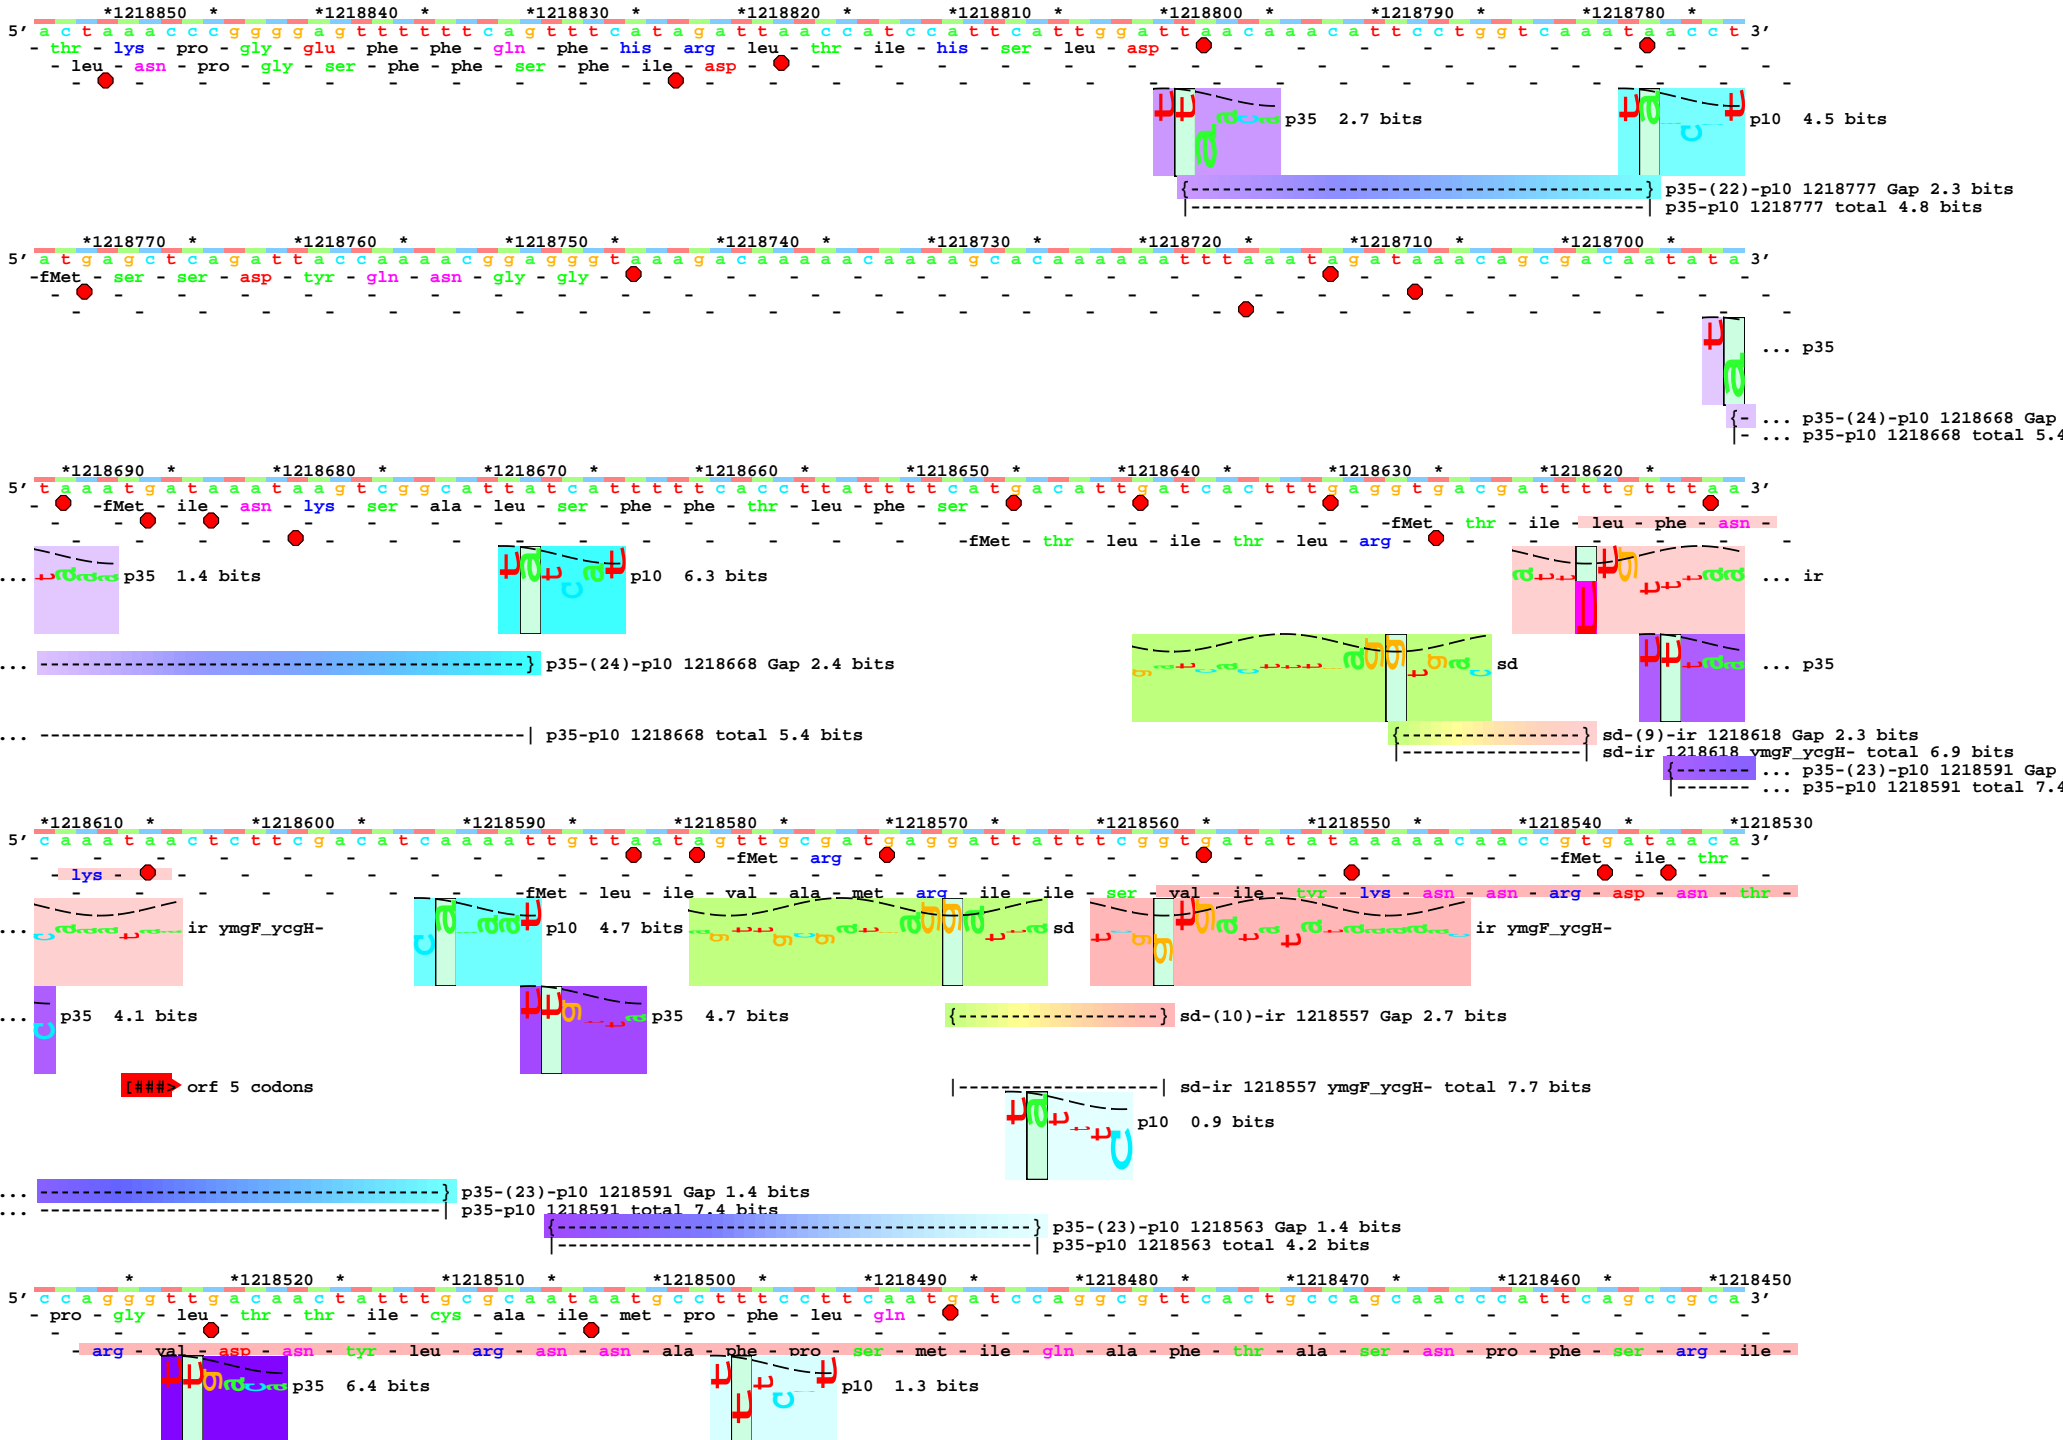 *1218850 * *1218840 * *1218830 * *1218820 * *1218810 * *1218800 * *1218790 * *1218780 *
5' a c t a a a c c c g g g g a g t t t t t t c a g t t t c a t a g a t t a a c c a t c c a t t c a t t g g a t t a a c a a a c a t t c c t g g t c a a a t a a c c t 3'
- thr - lys - pro - gly - glu - phe - phe - gln - phe - his - arg - leu - thr - ile - his - ser - leu - asp -
- leu - asn - pro - gly - ser - phe - phe - ser - phe - ile - asp -
p35 2.7 bits
p10 4.5 bits
p35-(22)-p10 1218777 Gap 2.3 bits
p35-p10 1218777 total 4.8 bits
*1218770 * *1218760 * *1218750 * *1218740 * *1218730 * *1218720 * *1218710 * *1218700 *
5' a t g a g c t c a g a t t a c c a a a a c g g a g g g t a a a g a c a a a a a c a a a a g c a c a a a a a a t t t a a a t a g a t a a a c a g c g a c a a t a t a 3'
-fMet - ser - ser - asp - tyr - gln - asn - gly - gly -
... p35
... p35-(24)-p10 1218668 Gap
... p35-p10 1218668 total 5.4
*1218690 * *1218680 * *1218670 * *1218660 * *1218650 * *1218640 * *1218630 * *1218620 *
5' t a a a t g a t a a a t a a g t c g g c a t t a t c a t t t t t c a c c t t a t t t t c a t g a c a t t g a t c a c t t t g a g g t g a c g a t t t t g t t t a a 3'
-fMet - ile - asn - lys - ser - ala - leu - ser - phe - phe - thr - leu - phe - ser -
-fMet - thr - ile - leu - phe - asn -
-fMet - thr - leu - ile - thr - leu - arg -
... p35 1.4 bits
p10 6.3 bits
... ir
... p35-(24)-p10 1218668 Gap 2.4 bits
sd
... p35
... p35-p10 1218668 total 5.4 bits
sd-(9)-ir 1218618 Gap 2.3 bits
sd-ir 1218618 ymgF_ycgH- total 6.9 bits
... p35-(23)-p10 1218591 Gap
... p35-p10 1218591 total 7.4
*1218610 * *1218600 * *1218590 * *1218580 * *1218570 * *1218560 * *1218550 * *1218540 * *1218530
5' c a a a t a a c t c t t c g a c a t c a a a a t t g t t a a t a g t t g c g a t g a g g a t t a t t t c g g t g a t a t a t a a a a a c a a c c g t g a t a a c a 3'
-fMet - arg - -fMet - ile - thr -
- lys -
-fMet - leu - ile - val - ala - met - arg - ile - ile - ser - val - ile - tyr - lys - asn - asn - arg - asp - asn - thr -
... ir ymgF_ycgH-
p10 4.7 bits
sd
ir ymgF_ycgH-
... p35 4.1 bits
p35 4.7 bits
sd-(10)-ir 1218557 Gap 2.7 bits
[###> orf 5 codons
sd-ir 1218557 ymgF_ycgH- total 7.7 bits
p10 0.9 bits
... p35-(23)-p10 1218591 Gap 1.4 bits
... p35-p10 1218591 total 7.4 bits
p35-(23)-p10 1218563 Gap 1.4 bits
p35-p10 1218563 total 4.2 bits
* *1218520 * *1218510 * *1218500 * *1218490 * *1218480 * *1218470 * *1218460 * *1218450
5' c c a g g g t t g a c a a c t a t t t g c g c a a t a a t g c c t t t c c t t c a a t g a t c c a g g c g t t c a c t g c c a g c a a c c c a t t c a g c c g c a 3'
- pro - gly - leu - thr - thr - ile - cys - ala - ile - met - pro - phe - leu - gln -
- arg - val - asp - asn - tyr - leu - arg - asn - asn - ala - phe - pro - ser - met - ile - gln - ala - phe - thr - ala - ser - asn - pro - phe - ser - arg - ile -
p35 6.4 bits
p10 1.3 bits